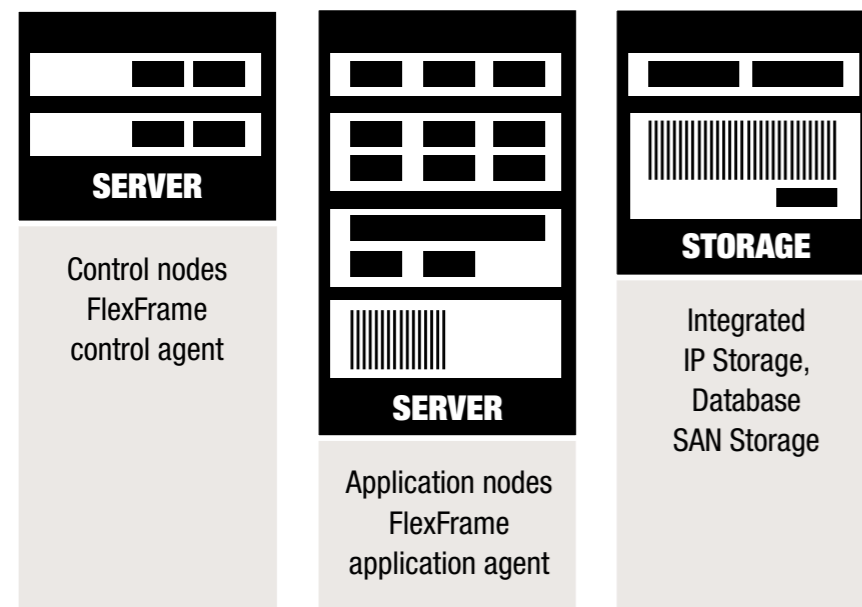 SERVER
Control nodes
FlexFrame
control agent
SERVER
Application nodes
FlexFrame
application agent
STORAGE
Integrated
IP Storage,
Database
SAN Storage